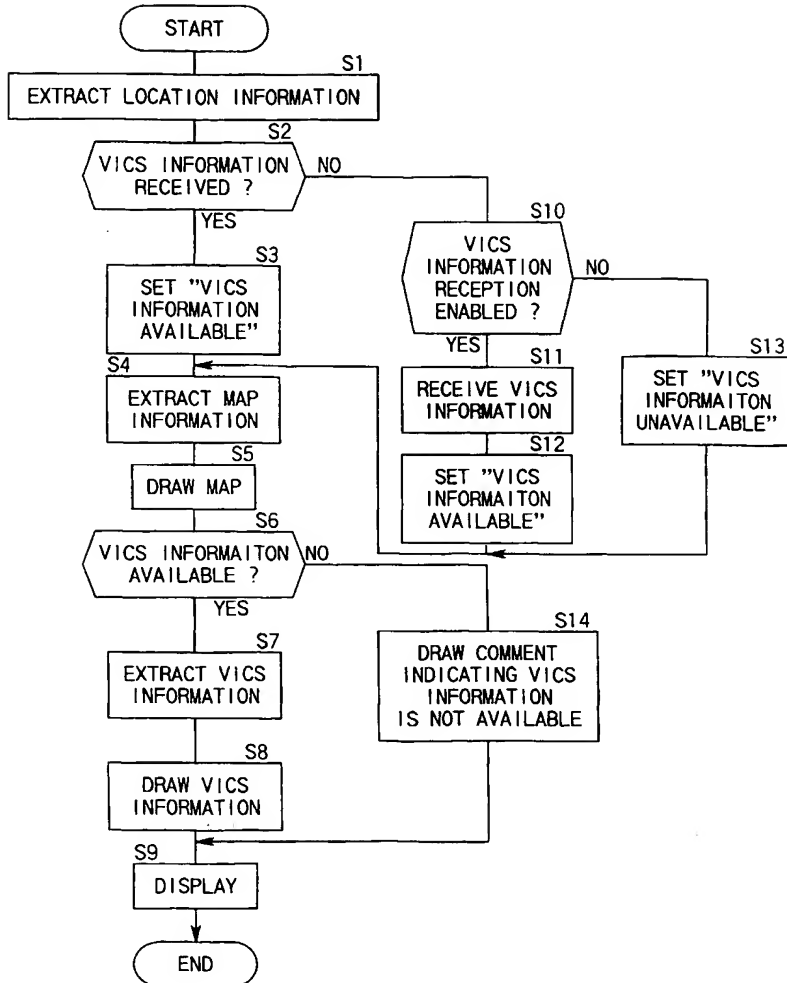 START
S1
EXTRACT LOCATION INFORMATION
S2
VICS INFORMATION
RECEIVED ?
NO
YES
S10
VICS
INFORMATION
RECEPTION
ENABLED ?
NO
YES
S3
SET "VICS
INFORMATION
AVAILABLE"
S11
RECEIVE VICS
INFORMATION
S13
SET "VICS
INFORMAITON
UNAVAILABLE"
S4
EXTRACT MAP
INFORMATION
S12
SET "VICS
INFORMAITON
AVAILABLE"
S5
DRAW MAP
S6
VICS INFORMAITON
AVAILABLE ?
NO
YES
S14
DRAW COMMENT
INDICATING VICS
INFORMATION
IS NOT AVAILABLE
S7
EXTRACT VICS
INFORMATION
S8
DRAW VICS
INFORMATION
S9
DISPLAY
END